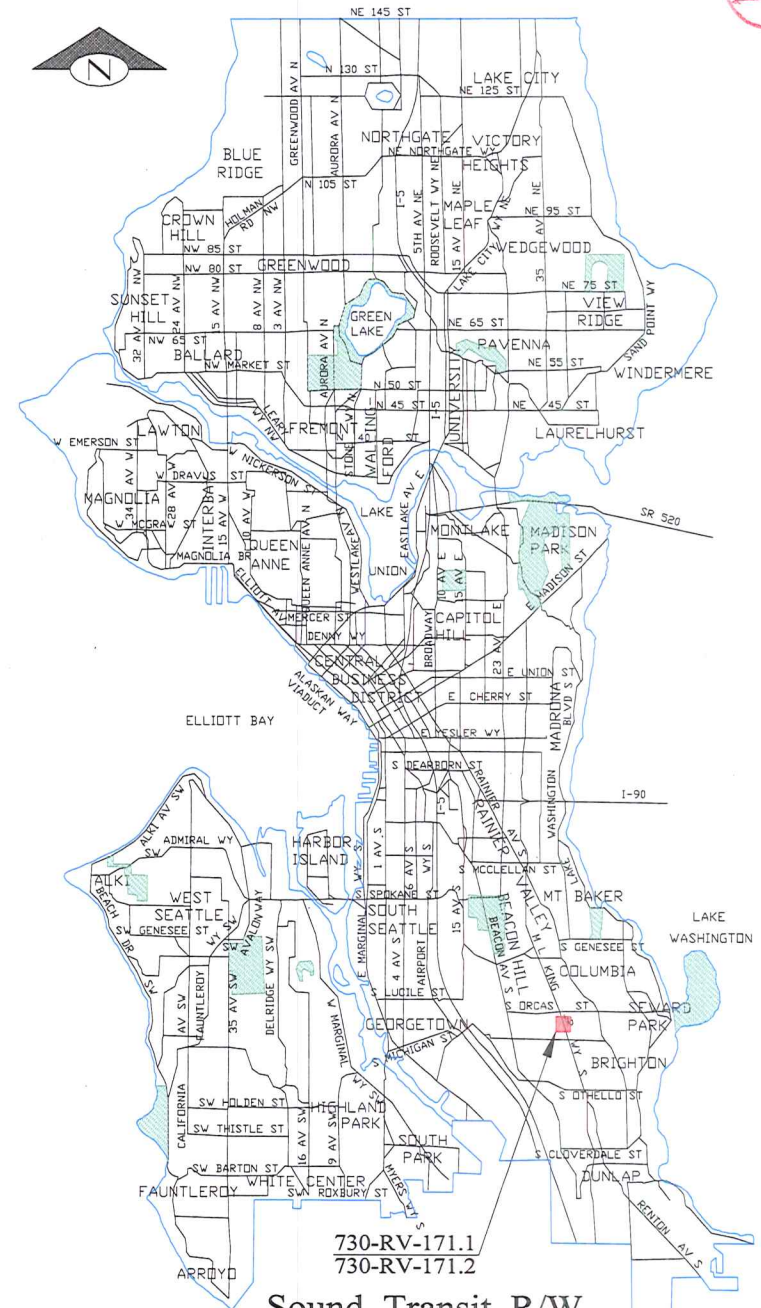 NE 145 ST
N
N 130 ST
LAKE CITY
NE 125 ST
GREENWOOD AV N
AURORA AV N
NORTHGATE
VICTORY
HEIGHTS
NE NORTHGATE WY
BLUE
RIDGE
N 105 ST
I-5
5TH AV NE
ROOSEVELT WY NE
15 AV NE
MAPLE
LEAF
LAKE CITY WY NE
35 AV NE
NE 95 ST
WEDGEWOOD
CROWN
HILL
HOLMAN
RD NW
NW 85 ST
NW 80 ST
GREENWOOD
SUNSET
HILL
32 AV NW
24 AV NW
15 AV NW
8 AV NW
3 AV NW
GREEN
LAKE
NE 75 ST
VIEW
RIDGE
SAND POINT WY
NE 65 ST
NW 65 ST
BALLARD
NW MARKET ST
AURORA AV N
RAVENNA
NE 55 ST
WINDERMERE
N 50 ST
N 45 ST
NE 45 ST
I-5
UNIVERSITY
LAURELHURST
LEARY
WY NW
FREMONT
STONE WY N
WALLING-
FORD
N 40 ST
LAWTON
W EMERSON ST
W NICKERSON ST
W DRAVUS ST
MAGNOLIA
34 AV W
28 AV W
W MCGRAW ST
INTERBAY
15 AV W
10 AV W
MAGNOLIA BR
QUEEN
ANNE
QUEEN ANNE AV N
WESTLAKE AV N
LAKE
UNION
EASTLAKE AV E
MONTLAKE
MADISON
PARK
SR 520
E MADISON ST
10 AV E
15 AV E
CAPITOL
HILL
BROADWAY
23 AV E
ELLIOTT AV
MERCER ST
DENNY WY
CENTRAL
BUSINESS
DISTRICT
ALASKAN WAY
VIADUCT
E UNION ST
E CHERRY ST
MADRONA
BLVD S
E YESLER WY
ELLIOTT BAY
S DEARBORN ST
I-5
RAINIER AV S
I-90
LAKE WASHINGTON
ALKI AV SW
SW ADMIRAL WY
HARBOR
ISLAND
ALKI
BEACH DR SW
WEST
SEATTLE
SW GENESEE ST
SW AVALON WAY
FAUNTLEROY WY SW
35 AV SW
DELRIDGE WY SW
CALIFORNIA AV SW
SPOKANE ST
E MARGINAL WY S
1 AV S
4 AV S
6 AV S
AIRPORT WY S
15 AV S
SOUTH
SEATTLE
S MCCLELLAN ST
RAINIER VALLEY
BEACON HILL
BEACON AV S
M L KING WY S
MT BAKER
S GENESEE ST
COLUMBIA
LAKE
WASHINGTON
S LUCILE ST
S ORCAS ST
SEWARD
PARK
GEORGETOWN
S MICHIGAN ST
W MARGINAL WY S
BRIGHTON
S OTHELLO ST
SW HOLDEN ST
SW THISTLE ST
HIGHLAND
PARK
16 AV SW
9 AV SW
SOUTH
PARK
S CLOVERDALE ST
DUNLAP
SW BARTON ST
WHITE CENTER
SW ROXBURY ST
FAUNTLEROY
MYERS WY S
RENTON AV S
ARROYO
730-RV-171.1
730-RV-171.2
Sound Transit R/W